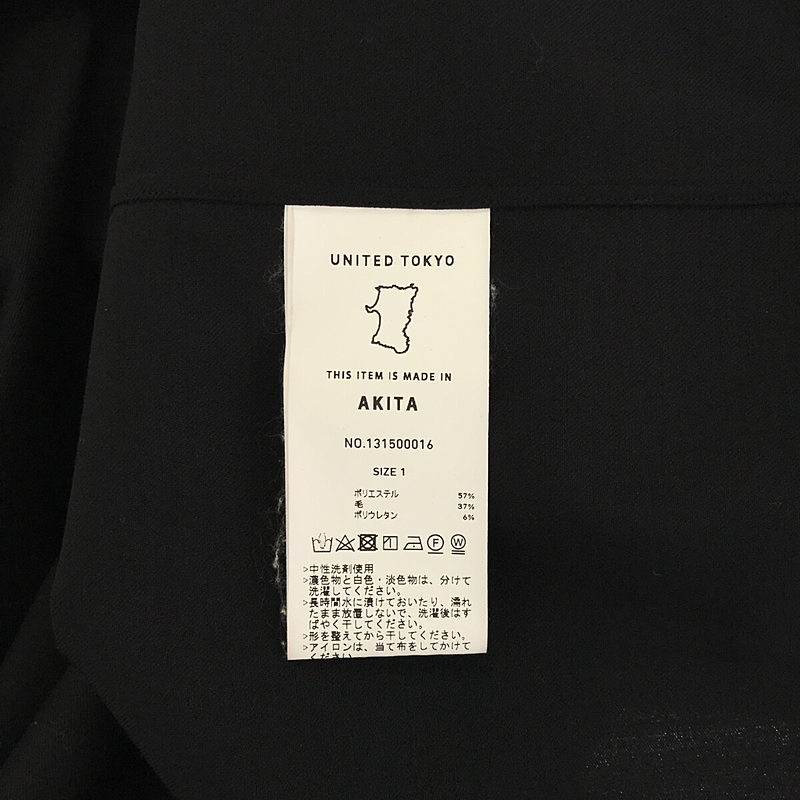 UNITED TOKYO
THIS ITEM IS MADE IN
AKITA
NO.131500016
SIZE 1
ポリエステル 57%
毛 37%
ポリウレタン 6%
F W
>中性洗剤使用
>濃色物と白色・淡色物は、分けて
洗濯してください。
>長時間水に漬けておいたり、濡れ
たまま放置しないで、洗濯後はす
ばやく干してください。
>形を整えてから干してください。
>アイロンは、当て布をしてかけて
ください。